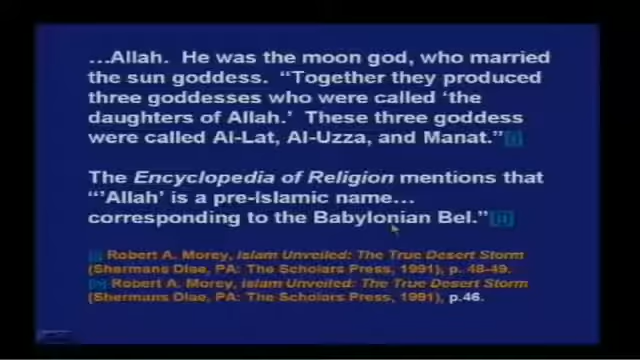 …Allah. He was the moon god, who married
the sun goddess. “Together they produced
three goddesses who were called ‘the
daughters of Allah.’ These three goddess
were called Al-Lat, Al-Uzza, and Manat.”[i]
The Encyclopedia of Religion mentions that
“’Allah’ is a pre-Islamic name…
corresponding to the Babylonian Bel.”[ii]
[i] Robert A. Morey, Islam Unveiled: The True Desert Storm
(Shermans Dlae, PA: The Scholars Press, 1991), p. 48-49.
[ii] Robert A. Morey, Islam Unveiled: The True Desert Storm
(Shermans Dlae, PA: The Scholars Press, 1991), p.46.